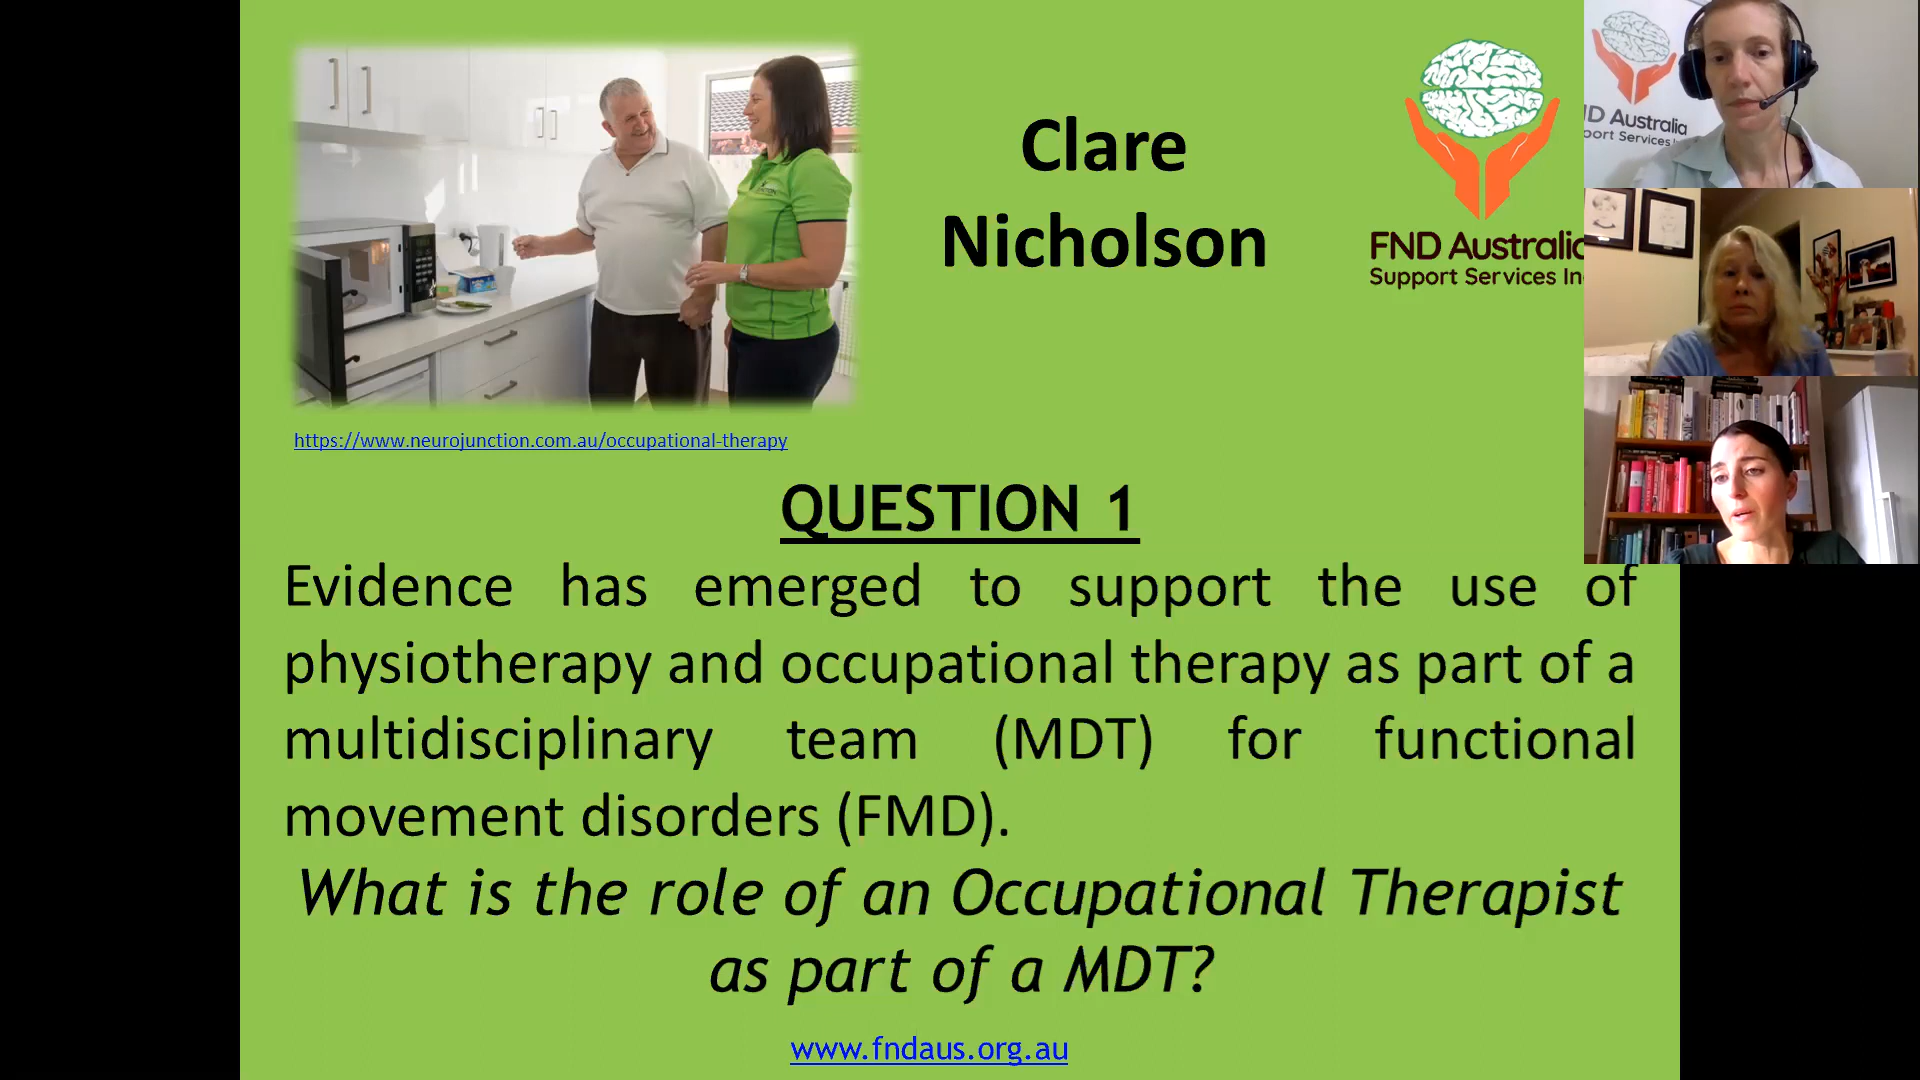 Clare
Nicholson
FND Australia
Support Services In
ND Australia
port Services I
https://www.neurojunction.com.au/occupational-therapy
QUESTION 1
Evidence has emerged to support the use of
physiotherapy and occupational therapy as part of a
multidisciplinary team (MDT) for functional
movement disorders (FMD).
What is the role of an Occupational Therapist
as part of a MDT?
www.fndaus.org.au